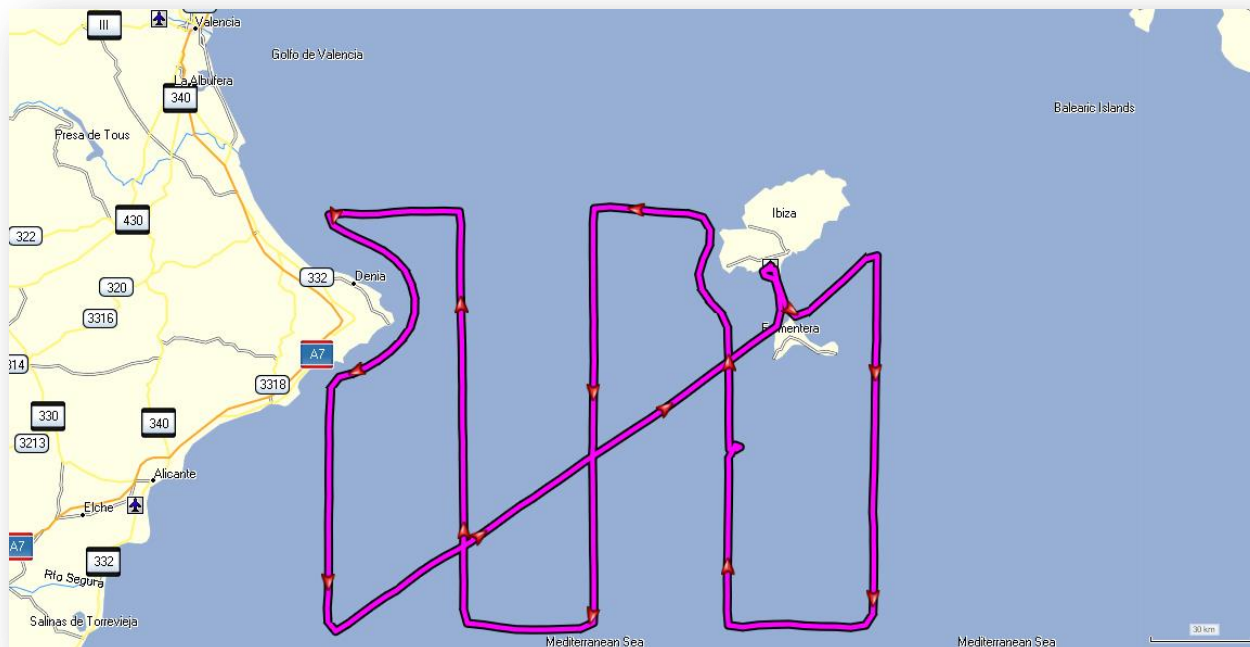 III
Valencia
Golfo de Valencia
La Albufera
340
Balearic Islands
Presa de Tous
430
322
Ibiza
332
Denia
320
3316
Formentera
A7
314
3318
330
340
3213
Alicante
Elche
A7
332
Río Segura
Salinas de Torrevieja
30 km
Mediterranean Sea
Mediterranean Sea